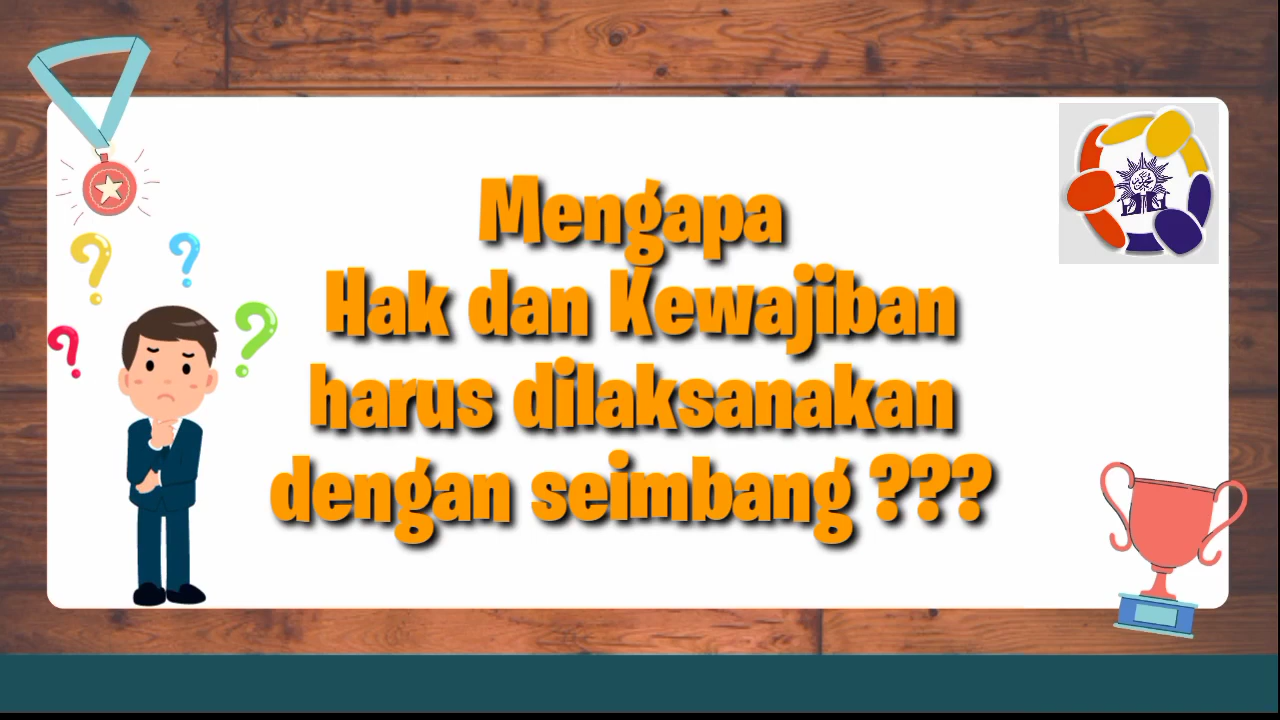 Mengapa
Hak dan Kewajiban
harus dilaksanakan
dengan seimbang ???